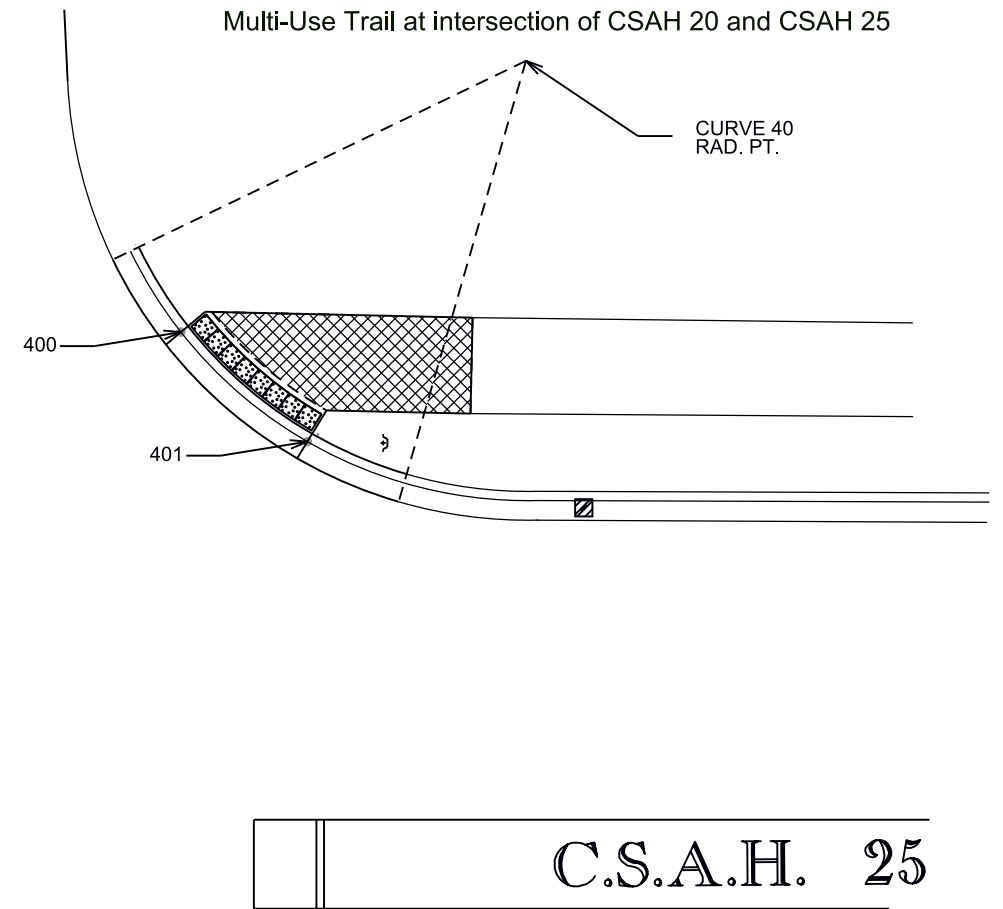 Multi-Use Trail at intersection of CSAH 20 and CSAH 25
CURVE 40
RAD. PT.
400
401
C.S.A.H. 25